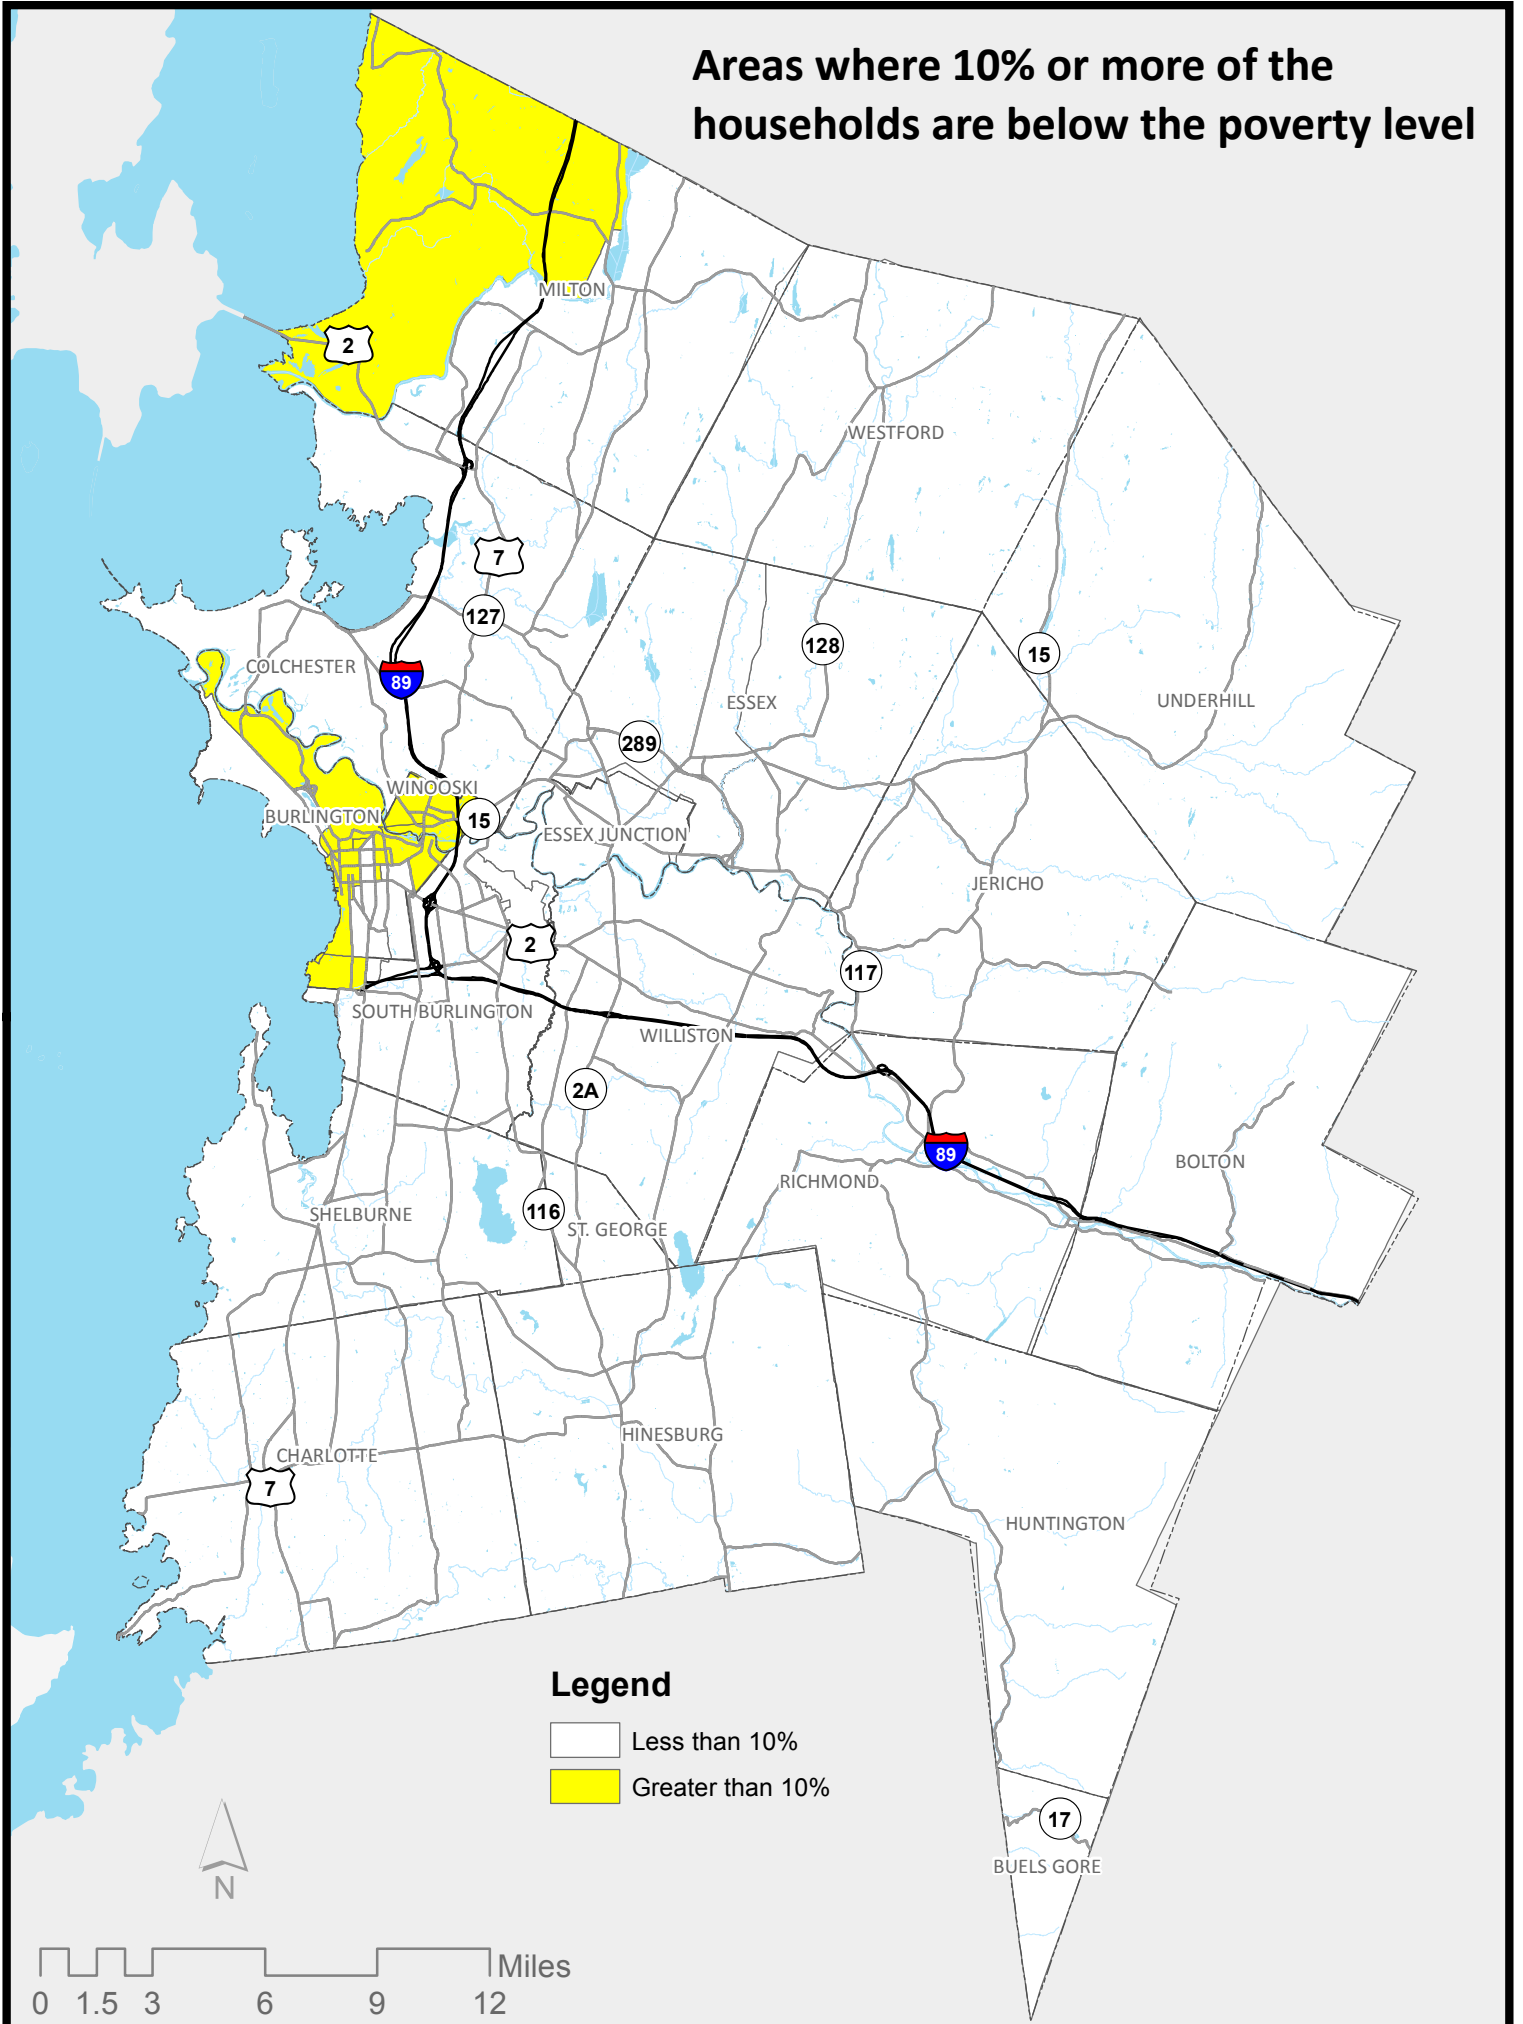 Areas where 10% or more of the
households are below the poverty level
MILTON
2
WESTFORD
7
127
128
15
COLCHESTER
89
ESSEX
UNDERHILL
289
WINOOSKI
BURLINGTON
15
ESSEX JUNCTION
JERICHO
2
117
SOUTH BURLINGTON
WILLISTON
2A
89
BOLTON
RICHMOND
SHELBURNE
116
ST. GEORGE
HINESBURG
CHARLOTTE
7
HUNTINGTON
Legend
Less than 10%
Greater than 10%
17
BUELS GORE
N
Miles
0 1.5 3 6 9 12